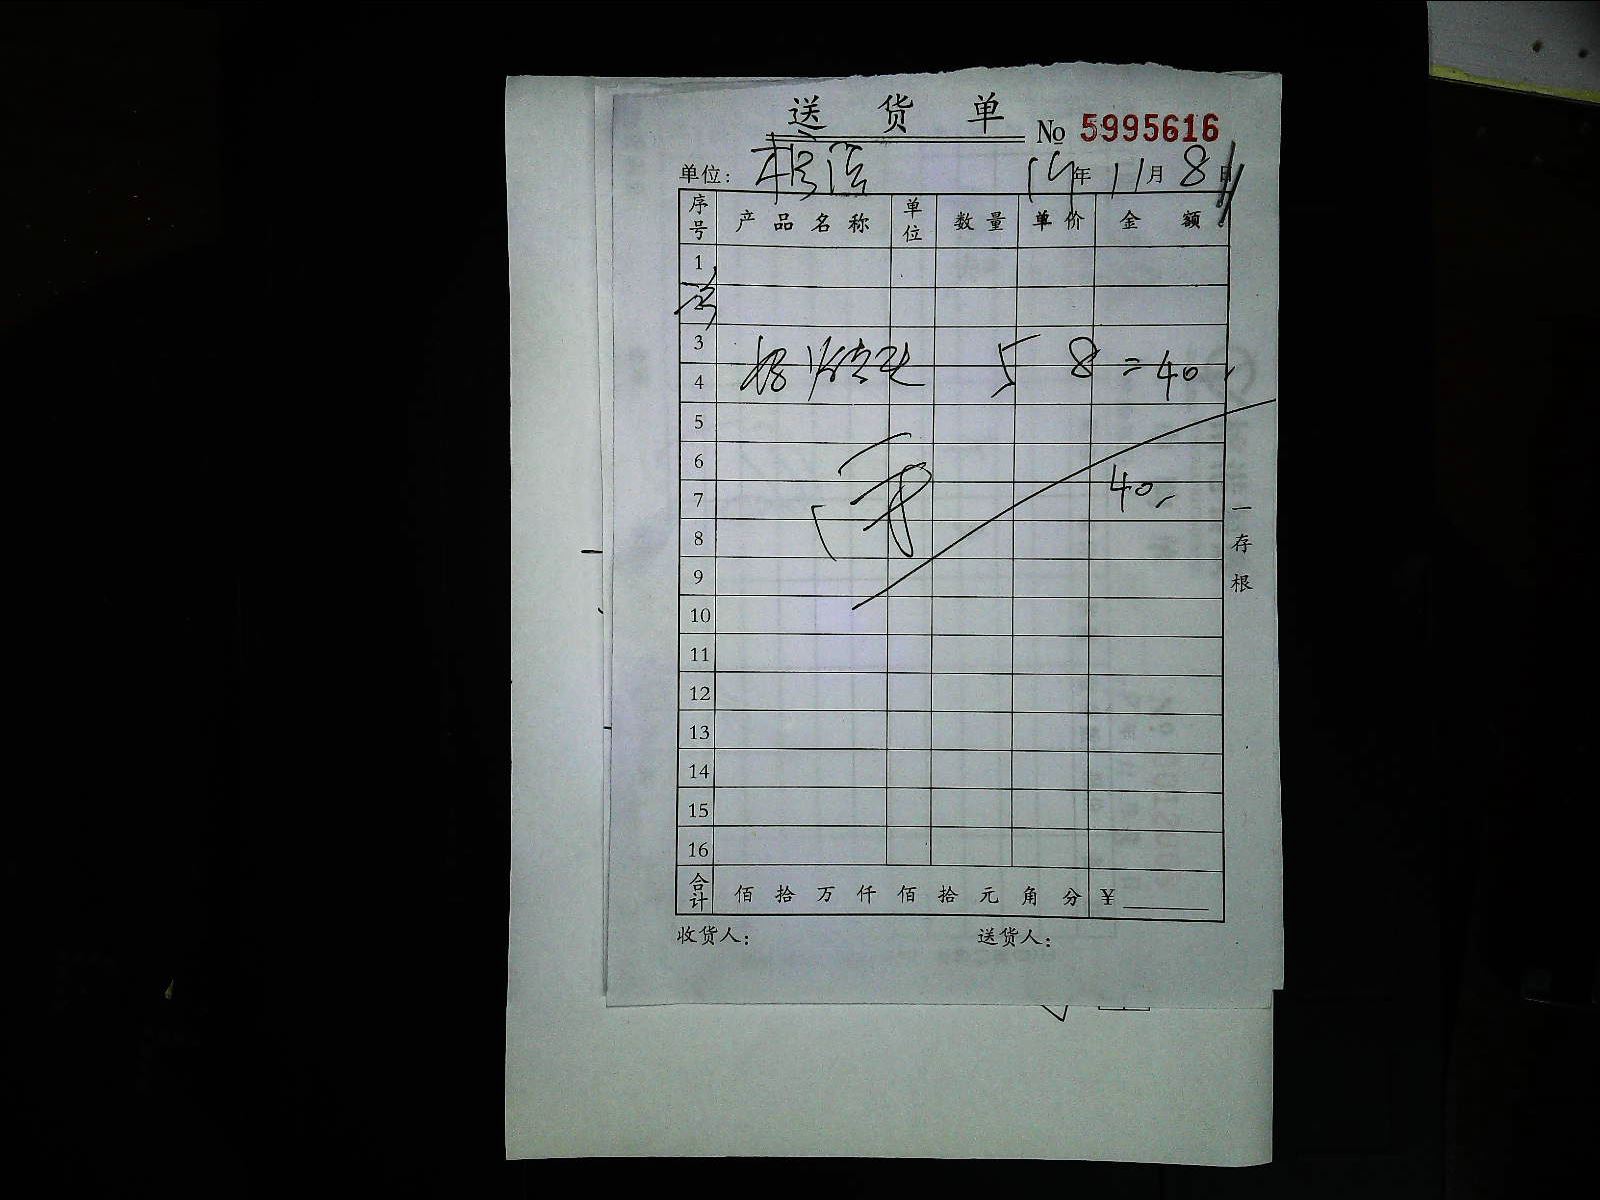 送 货 单
No 5995616
单位: 年 11 月 8 日
序号 产品名称 单位 数量 单价 金额
1
2
3
4 5 8 = 40
5
6
7 40
8
9
10
11
12
13
14
15
16
合计 佰 拾 万 仟 佰 拾 元 角 分 ¥
收货人: 送货人:
一存根